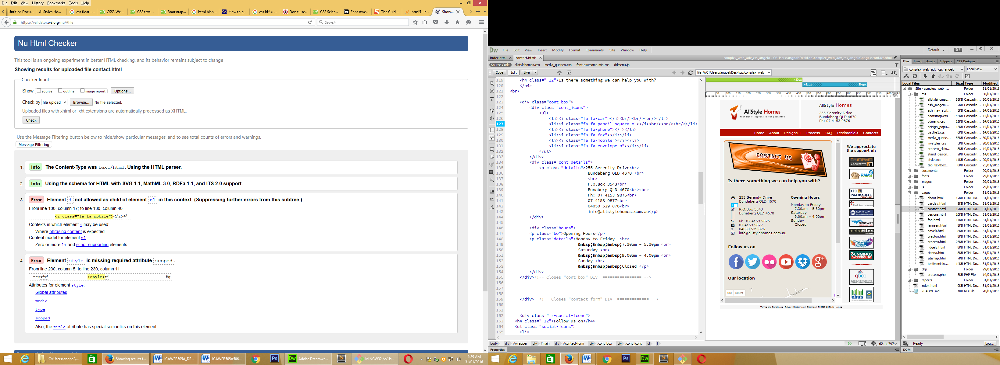 File Edit View History Bookmarks Tools Help
Untitled Docu... AllStyles Ho... css float -... CSS3 We... CSS text-... Bootstrap... html blan... How to g... css id^= ... Don't use... CSS Selec... Font Awe... The Guid... html5 - h... Show...
https://validator.w3.org/nu/#file Search
Nu Html Checker
This tool is an ongoing experiment in better HTML checking, and its behavior remains subject to change
Showing results for uploaded file contact.html
Checker Input
Show source outline image report Options...
Check by file upload Browse... No file selected.
Uploaded files with xhtml or .xht extensions are automatically processed as XHTML.
Check
Use the Message Filtering button below to hide/show particular messages, and to see total counts of errors and warnings.
Message Filtering
1. Info The Content-Type was text/html. Using the HTML parser.
2. Info Using the schema for HTML with SVG 1.1, MathML 3.0, RDFa 1.1, and ITS 2.0 support.
3. Error Element i not allowed as child of element ul in this context. (Suppressing further errors from this subtree.)
From line 130, column 17; to line 130, column 40
<i class="fa fa-mobile"></i>↩
Contexts in which element i may be used:
Where phrasing content is expected.
Content model for element ul:
Zero or more li and script-supporting elements.
4. Error Element style is missing required attribute scoped.
From line 230, column 5; to line 230, column 11
-->↩↩ <style>↩ #g
Attributes for element style:
Global attributes
media
type
scoped
Also, the title attribute has special semantics on this element.
C:\Users\angpal\... Showing results f... ICAWEB505A_DR... ICAWEB505A506... Ps Dw Adobe Dreamwe... MINGW32:/c/Us... 1:39 AM
31/01/2016
Dw File Edit View Insert Modify Format Commands Site Window Help Default
index.html contact.html* complex_web_adv_css_angelo - C:\Users\angpal\Desktop\complex_web_adv_css_angelo\pages\contact.html
Source Code allstylehomes.css media_queries.css font-awesome.min.css ddmenu.js
Code Split Live file:///C|/Users/angpal/Desktop/complex_web_
119 <h4 class="_12">Is there something we can help you with?
120 </h4>
121 <br>
122
123 <div class="cont_box">
124 <div class="cont_icons">
125 <ul>
126 <li><i class="fa fa-car"></i><br/><br/><br/></li>
127 <li><i class="fa fa-pencil-square-o"></i><br/><br/><br/></li>
128 <li><i class="fa fa-phone"></i></li>
129 <li><i class="fa fa-fax"></i></li>
130 <li><i class="fa fa-mobile"></i></li>
131 <li><i class="fa fa-envelope-o"></i></li>
132 </ul>
133 </div>
134 <div class="cont_details">
135 <p class="details">255 Serenity Drive<br>
136 Bundaberg QLD 4670 <br>
137 <br>
138 P.O.Box 3543<br>
139 Bunaberg QLD 4670<br><br>
140 Ph: 07 4153 9876<br>
141 07 4153 9877<br>
142 04050 539 876<br>
143 info@allstylehomes.com.au</p>
144 </div>
145
146 <div class="hours">
147 <p class="bo">Opening Hours</p>
148 <p class="details">Monday to Friday <br>
149 &nbsp;&nbsp;&nbsp;7.30am – 5.30pm <br>
150 Saturday <br>
151 &nbsp;&nbsp;&nbsp;9.00am – 4.00pm <br>
152 Sunday <br>
153 &nbsp;&nbsp;&nbsp;Closed </p>
154 </div>
155 </div><!-- Closes "cont_box" DIV ================ -->
156
157
158
159 </div> <!-- Closes "contact-form" DIV ============= -->
160
161
162 <div class="fr-social-icons">
163 <h4 class="_12">Follow us on</h4>
164 <ul class="social-icons">
165 <li>
body div #wrapper div #main div #contact-form div .cont_box div .cont_icons ul li 621 x 797
Properties
480px
481px 801px
0 50 100 150 200 250 300 350 400 450 500 550 600 650 700 750 800 850 900
AllStyle Homes
Your tick of approval is our guarantee
AllStyle Homes
255 Serenity Drive
Bundaberg QLD 4670
Ph: 07 4153 9876
Home About Designs + Process FAQ Testimonials Contacts
CONTACT US
Is there something we can help you with?
255 Serenity Drive
Bundaberg QLD 4670
P.O.Box 3543
Bunaberg QLD 4670
Ph: 07 4153 9876
07 4153 9877
04050 539 876
info@allstylehomes.com.au
Opening Hours
Monday to Friday
7.30am – 5.30pm
Saturday
9.00am – 4.00pm
Sunday
Closed
Follow us on
Our location
Map Satellite
Bargara Rd
We appreciate
the support of:
TIM STEWART
ARCHITECTS
RAMS
PARKSIDE
GROUP
Holcim Australia
Neil Hewitt
RIDGEWAY
metrotiles
Wholesale
Paint
Group
BUNNINGS
warehouse
qbcc
cbus
Terms and Conditions | Privacy Statement | Sitemap | © 2015 AllStyle Homes
Files Insert Assets Snippets CSS Designer
complex_web_adv_css_angelo Local view
Local Files Size Type Modified
Site - complex_web_... Folder 31/01/2016
css Folder 30/01/2016
allstylehomes... 33KB Cascadin... 30/01/2016
ash_imagem... 2KB Cascadin... 14/01/2016
ash_nav_styl... 3KB Cascadin... 14/01/2016
bootstrap.css 145KB Cascadin... 14/01/2016
ddmenu.css 11KB Cascadin... 14/01/2016
deisign_popu... 13KB Cascadin... 14/01/2016
gistfile1.css 6KB Cascadin... 14/01/2016
media_querie... 56KB Cascadin... 30/01/2016
mystyles.css 3KB Cascadin... 20/01/2016
process_slids... 8KB Cascadin... 14/01/2016
stand_design... 2KB Cascadin... 14/01/2016
style.css 11KB Cascadin... 20/01/2016
tab_textbox.... 8KB Cascadin... 23/01/2016
documents Folder 29/01/2016
fonts Folder 29/01/2016
images Folder 29/01/2016
js Folder 29/01/2016
pages Folder 31/01/2016
about.html 12KB HTML Do... 31/01/2016
barclay.html 8KB HTML Do... 31/01/2016
contact.html 12KB HTML Do... 31/01/2016
designs.html 10KB HTML Do... 31/01/2016
faq.html 11KB HTML Do... 31/01/2016
jannsen.html 8KB HTML Do... 31/01/2016
novelli.html 8KB HTML Do... 31/01/2016
preston.html 8KB HTML Do... 31/01/2016
process.html 25KB HTML Do... 31/01/2016
ridgely.html 8KB HTML Do... 31/01/2016
sienna.html 8KB HTML Do... 31/01/2016
sitemap.html 7KB HTML Do... 31/01/2016
testimonials.... 14KB HTML Do... 31/01/2016
php Folder 29/01/2016
process.php 3KB PHP File 14/01/2016
reports Folder 31/01/2016
index.html 9KB HTML Do... 31/01/2016
README.md 1KB MD File 20/01/2016
Ready Log...
DOM
Ps Dw